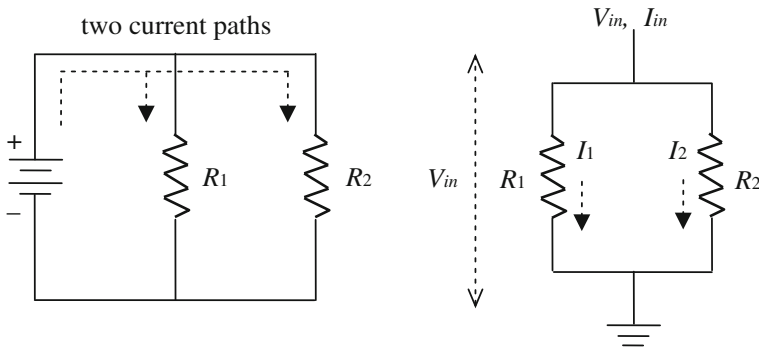 two current paths
+
–
R1
R2
Vin, Iin
Vin
R1
I1
I2
R2